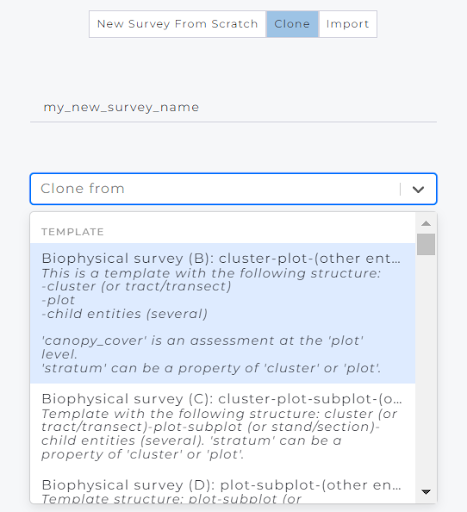 New Survey From Scratch Clone Import
my_new_survey_name
Clone from
TEMPLATE
Biophysical survey (B): cluster-plot-(other ent...
This is a template with the following structure:
-cluster (or tract/transect)
-plot
-child entities (several)
'canopy_cover' is an assessment at the 'plot'
level.
'stratum' can be a property of 'cluster' or 'plot'.
Biophysical survey (C): cluster-plot-subplot-(o...
Template with the following structure: cluster (or
tract/transect)-plot-subplot (or stand/section)-
child entities (several). 'stratum' can be a
property of 'cluster' or 'plot'.
Biophysical survey (D): plot-subplot-(other en...
Template structure: plot-subplot (or